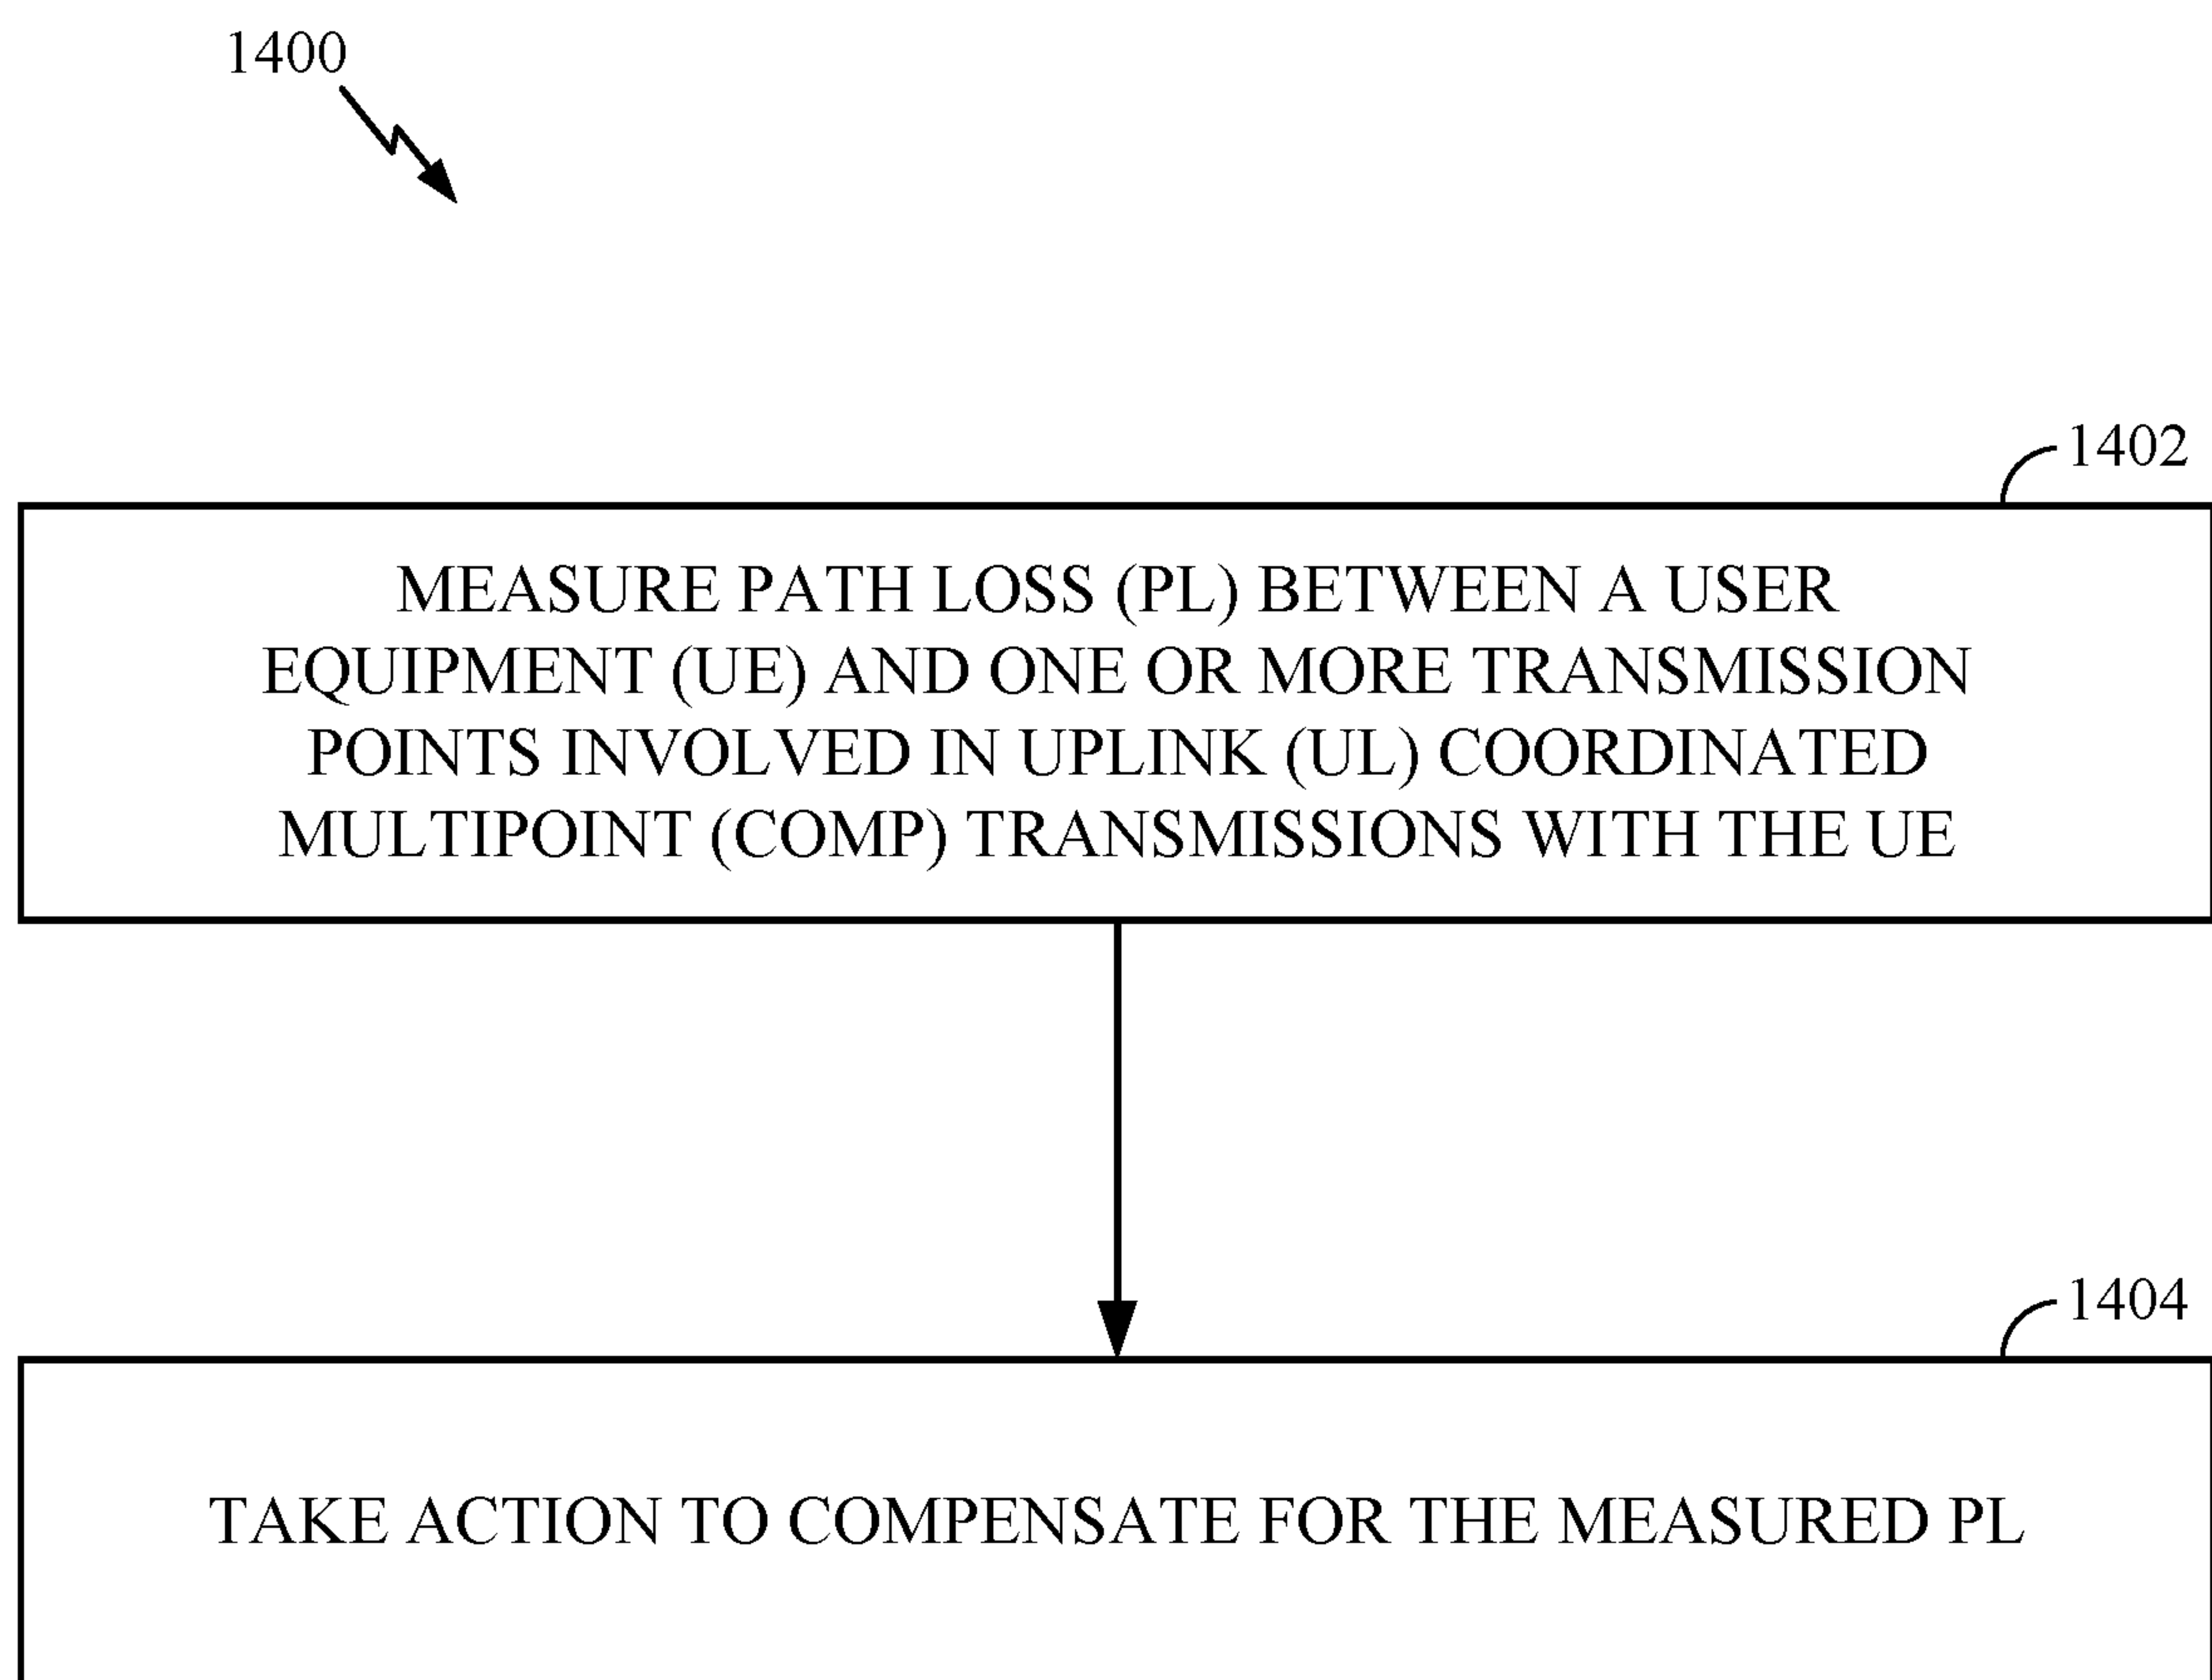 1400
1402
MEASURE PATH LOSS (PL) BETWEEN A USER
EQUIPMENT (UE) AND ONE OR MORE TRANSMISSION
POINTS INVOLVED IN UPLINK (UL) COORDINATED
MULTIPOINT (COMP) TRANSMISSIONS WITH THE UE
1404
TAKE ACTION TO COMPENSATE FOR THE MEASURED PL